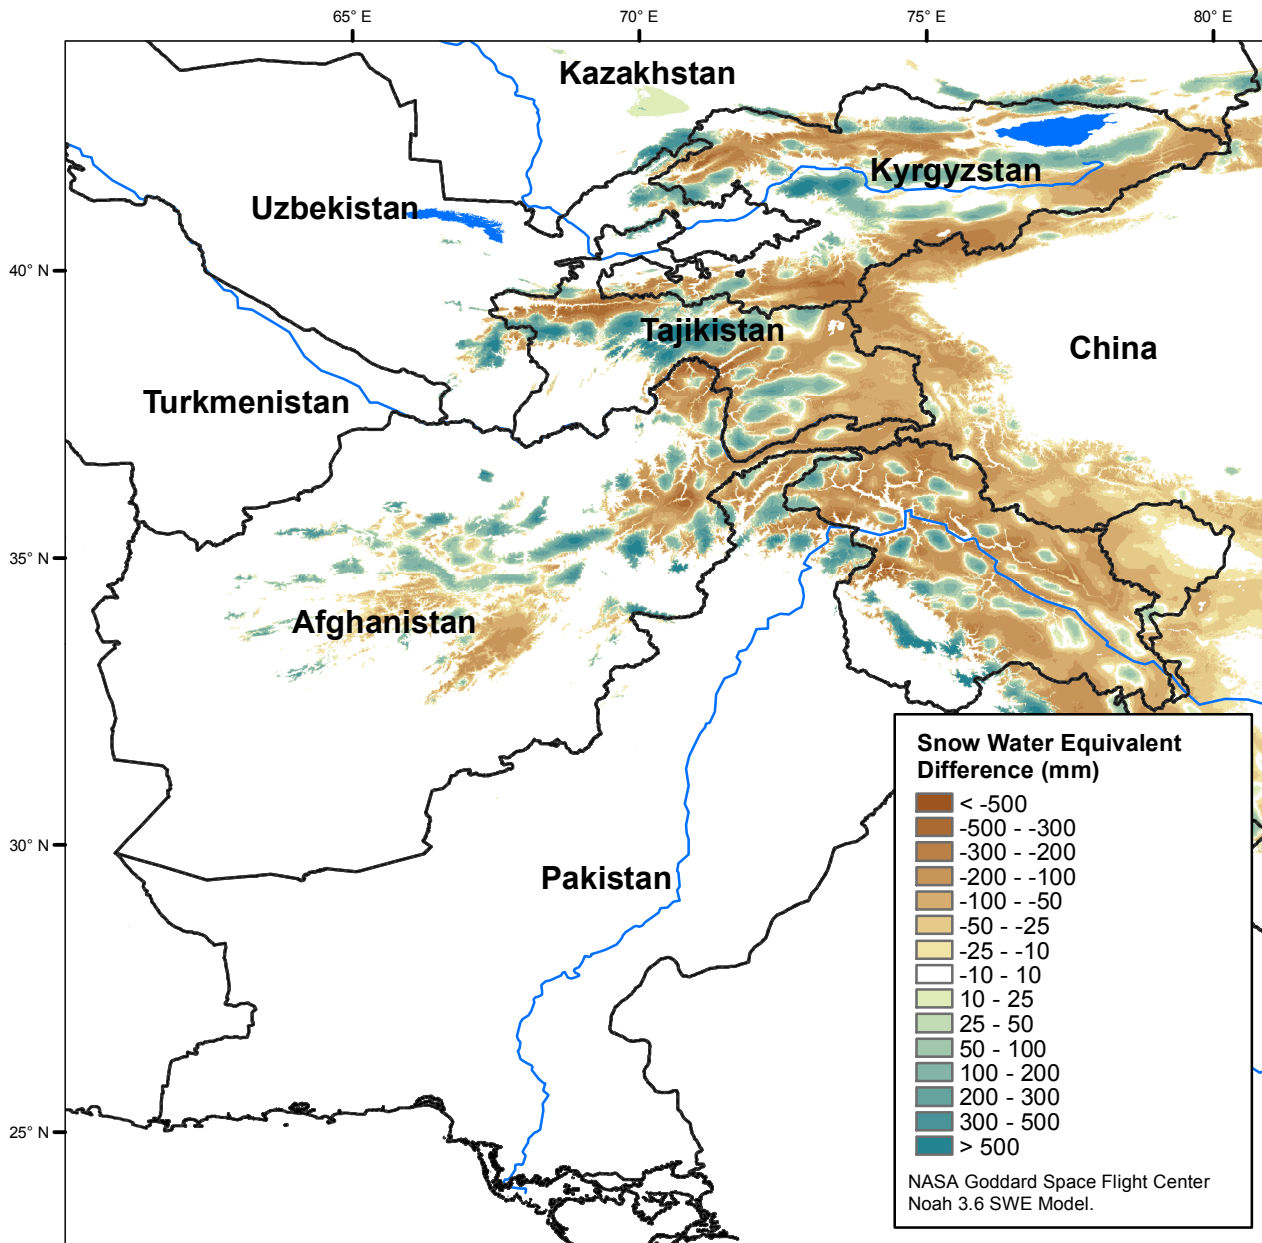 65° E
70° E
75° E
80° E
Kazakhstan
Kyrgyzstan
Uzbekistan
40° N
Tajikistan
China
Turkmenistan
35° N
Afghanistan
Snow Water Equivalent
Difference (mm)
< -500
-500 - -300
-300 - -200
-200 - -100
-100 - -50
-50 - -25
-25 - -10
-10 - 10
10 - 25
25 - 50
50 - 100
100 - 200
200 - 300
300 - 500
> 500
NASA Goddard Space Flight Center
Noah 3.6 SWE Model.
30° N
Pakistan
25° N